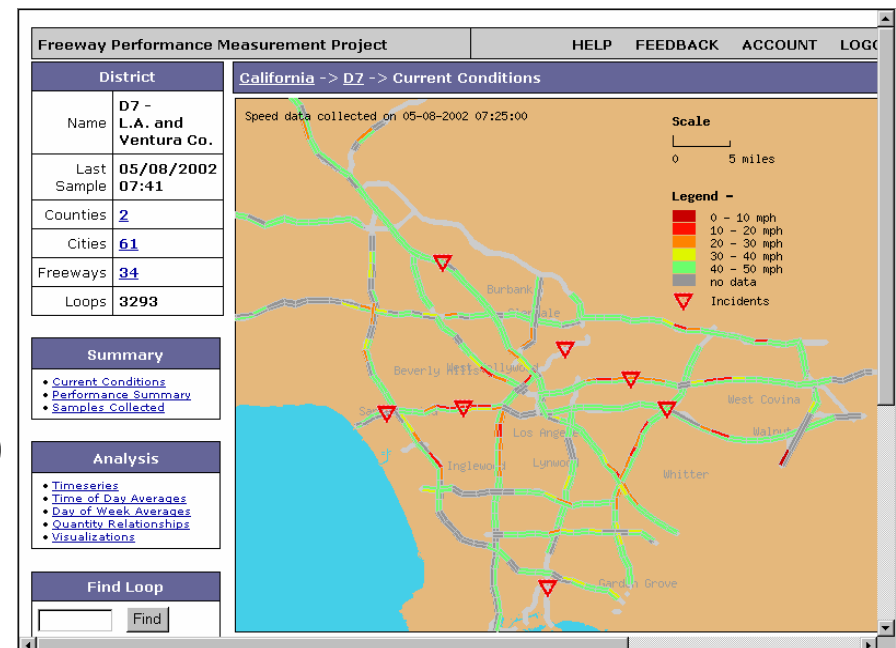 Freeway Performance Measurement Project
HELP FEEDBACK ACCOUNT
District
Name D7 -
L.A. and
Ventura Co.
Last
Sample 05/08/2002
07:41
Counties 2
Cities 61
Freeways 34
Loops 3293
Summary
• Current Conditions
• Performance Summary
• Samples Collected
Analysis
• Timeseries
• Time of Day Averages
• Day of Week Averages
• Quantity Relationships
• Visualizations
Find Loop
Find
California -> D7 -> Current Conditions
Speed data collected on 05-08-2002 07:25:00
Scale
0 5 miles
Legend -
0 - 10 mph
10 - 20 mph
20 - 30 mph
30 - 40 mph
40 - 50 mph
no data
Incidents
Burbank
Glendale
West Hollywood
Beverly Hills
West Covina
Los Angeles
Walnut
Inglewood
Lynwood
Whitter
Garden Grove